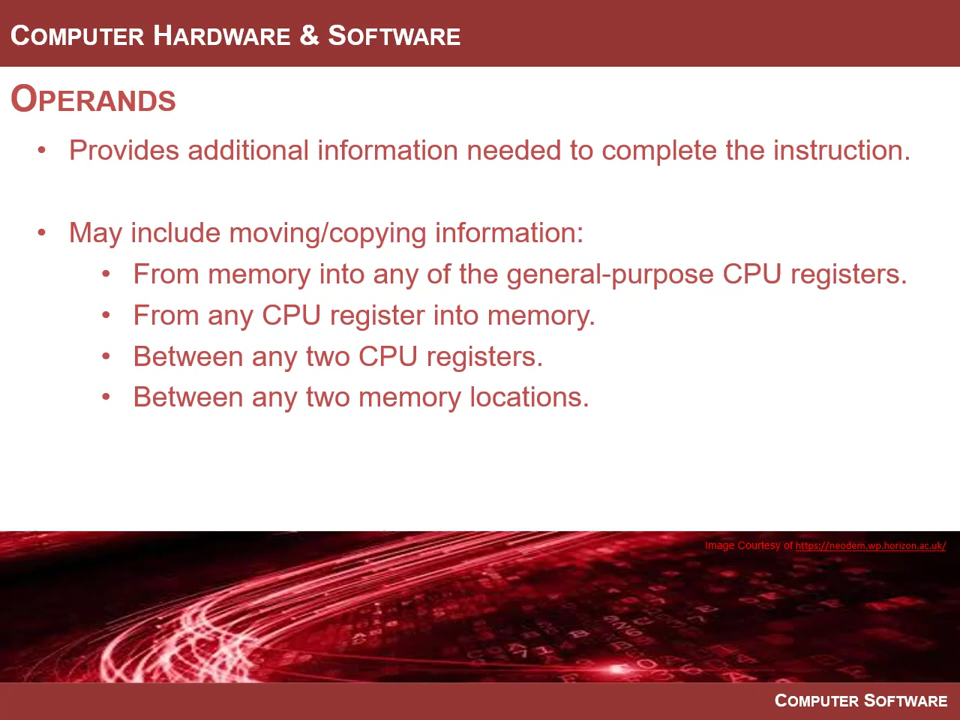 COMPUTER HARDWARE & SOFTWARE
OPERANDS
• Provides additional information needed to complete the instruction.
• May include moving/copying information:
• From memory into any of the general-purpose CPU registers.
• From any CPU register into memory.
• Between any two CPU registers.
• Between any two memory locations.
Image Courtesy of https://neodem.wp.horizon.ac.uk/
COMPUTER SOFTWARE